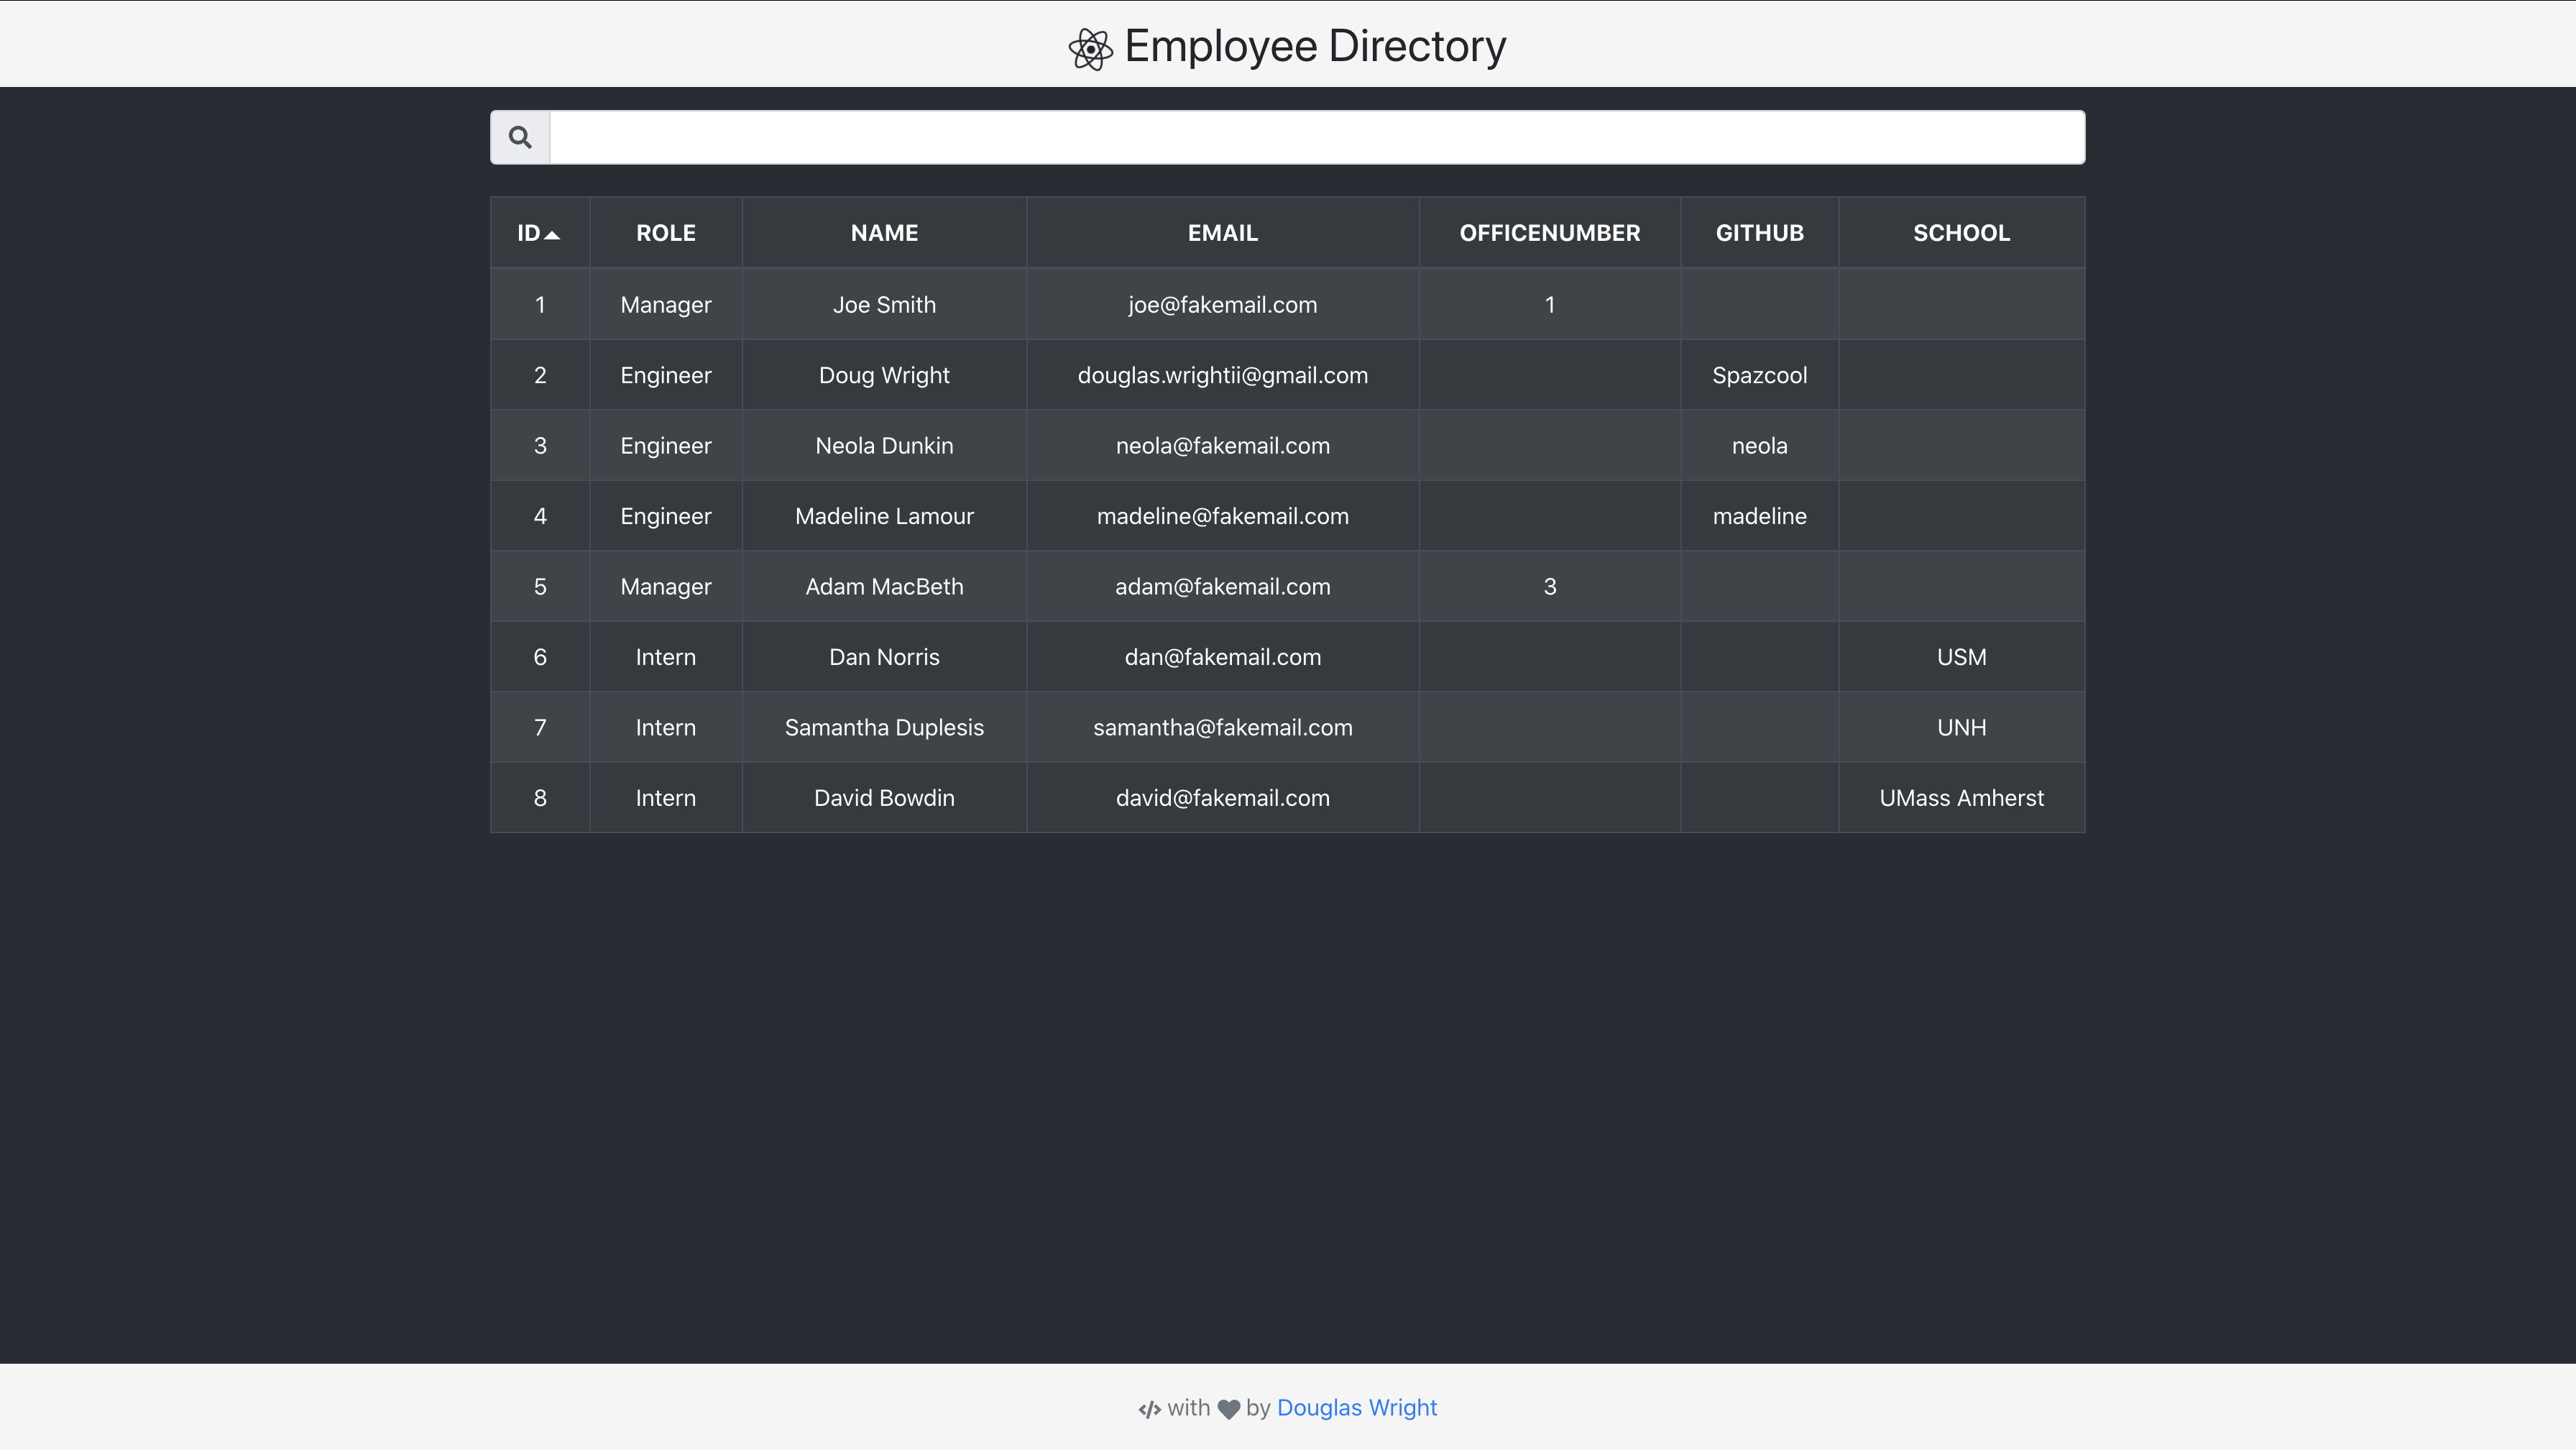 Employee Directory
ID ROLE NAME EMAIL OFFICENUMBER GITHUB SCHOOL
1 Manager Joe Smith joe@fakemail.com 1
2 Engineer Doug Wright douglas.wrightii@gmail.com Spazcool
3 Engineer Neola Dunkin neola@fakemail.com neola
4 Engineer Madeline Lamour madeline@fakemail.com madeline
5 Manager Adam MacBeth adam@fakemail.com 3
6 Intern Dan Norris dan@fakemail.com USM
7 Intern Samantha Duplesis samantha@fakemail.com UNH
8 Intern David Bowdin david@fakemail.com UMass Amherst
with by Douglas Wright